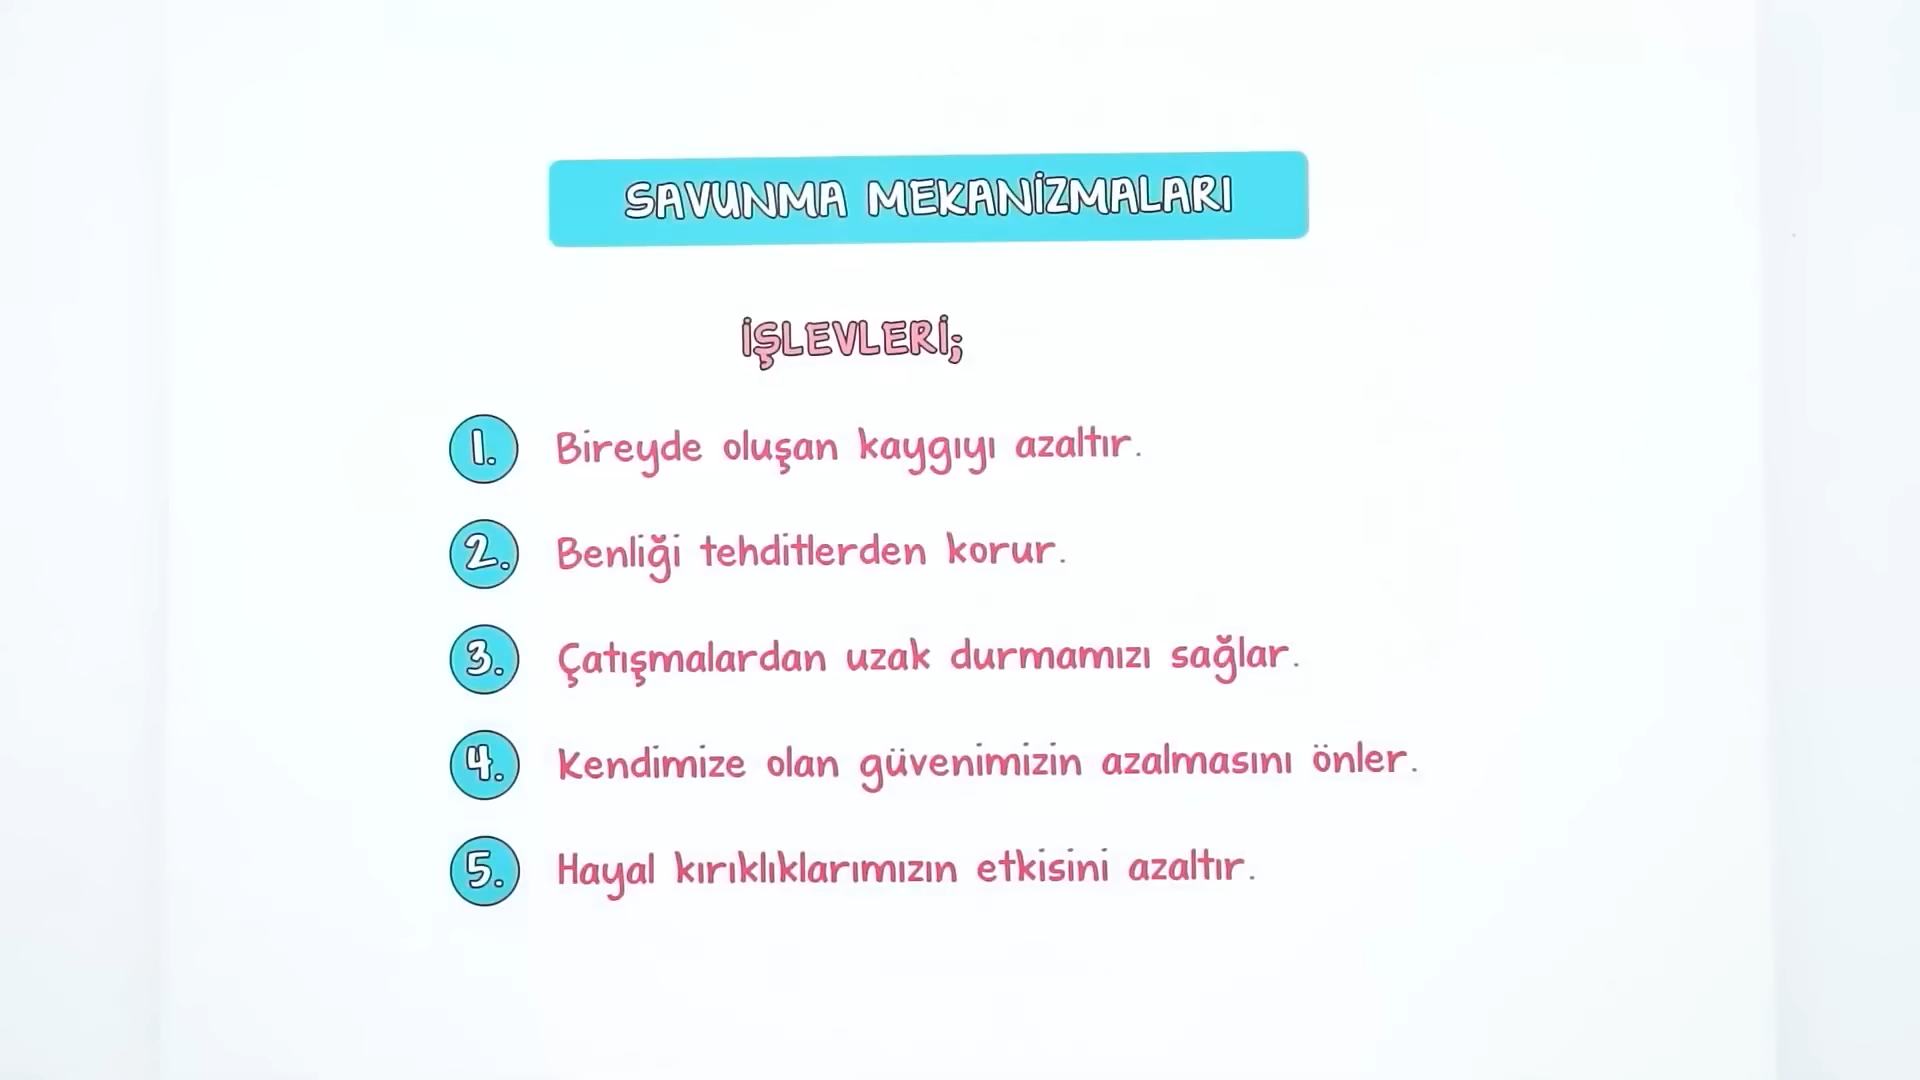 SAVUNMA MEKANİZMALARI
İŞLEVLERİ;
1. Bireyde oluşan kaygıyı azaltır.
2. Benliği tehditlerden korur.
3. Çatışmalardan uzak durmamızı sağlar.
4. Kendimize olan güvenimizin azalmasını önler.
5. Hayal kırıklıklarımızın etkisini azaltır.